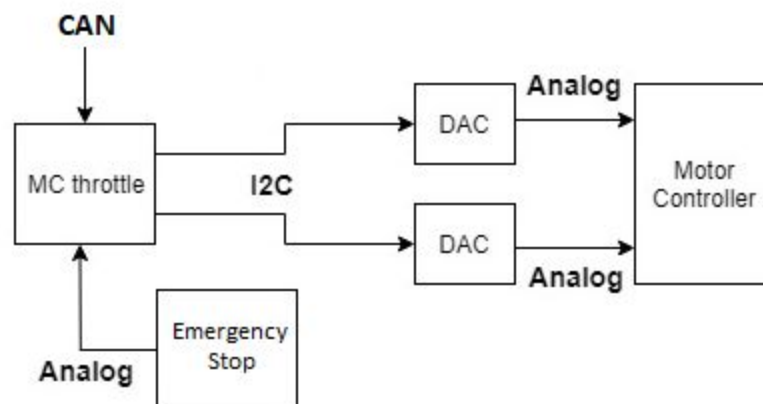 CAN
MC throttle
I2C
DAC
Analog
DAC
Analog
Motor
Controller
Emergency
Stop
Analog